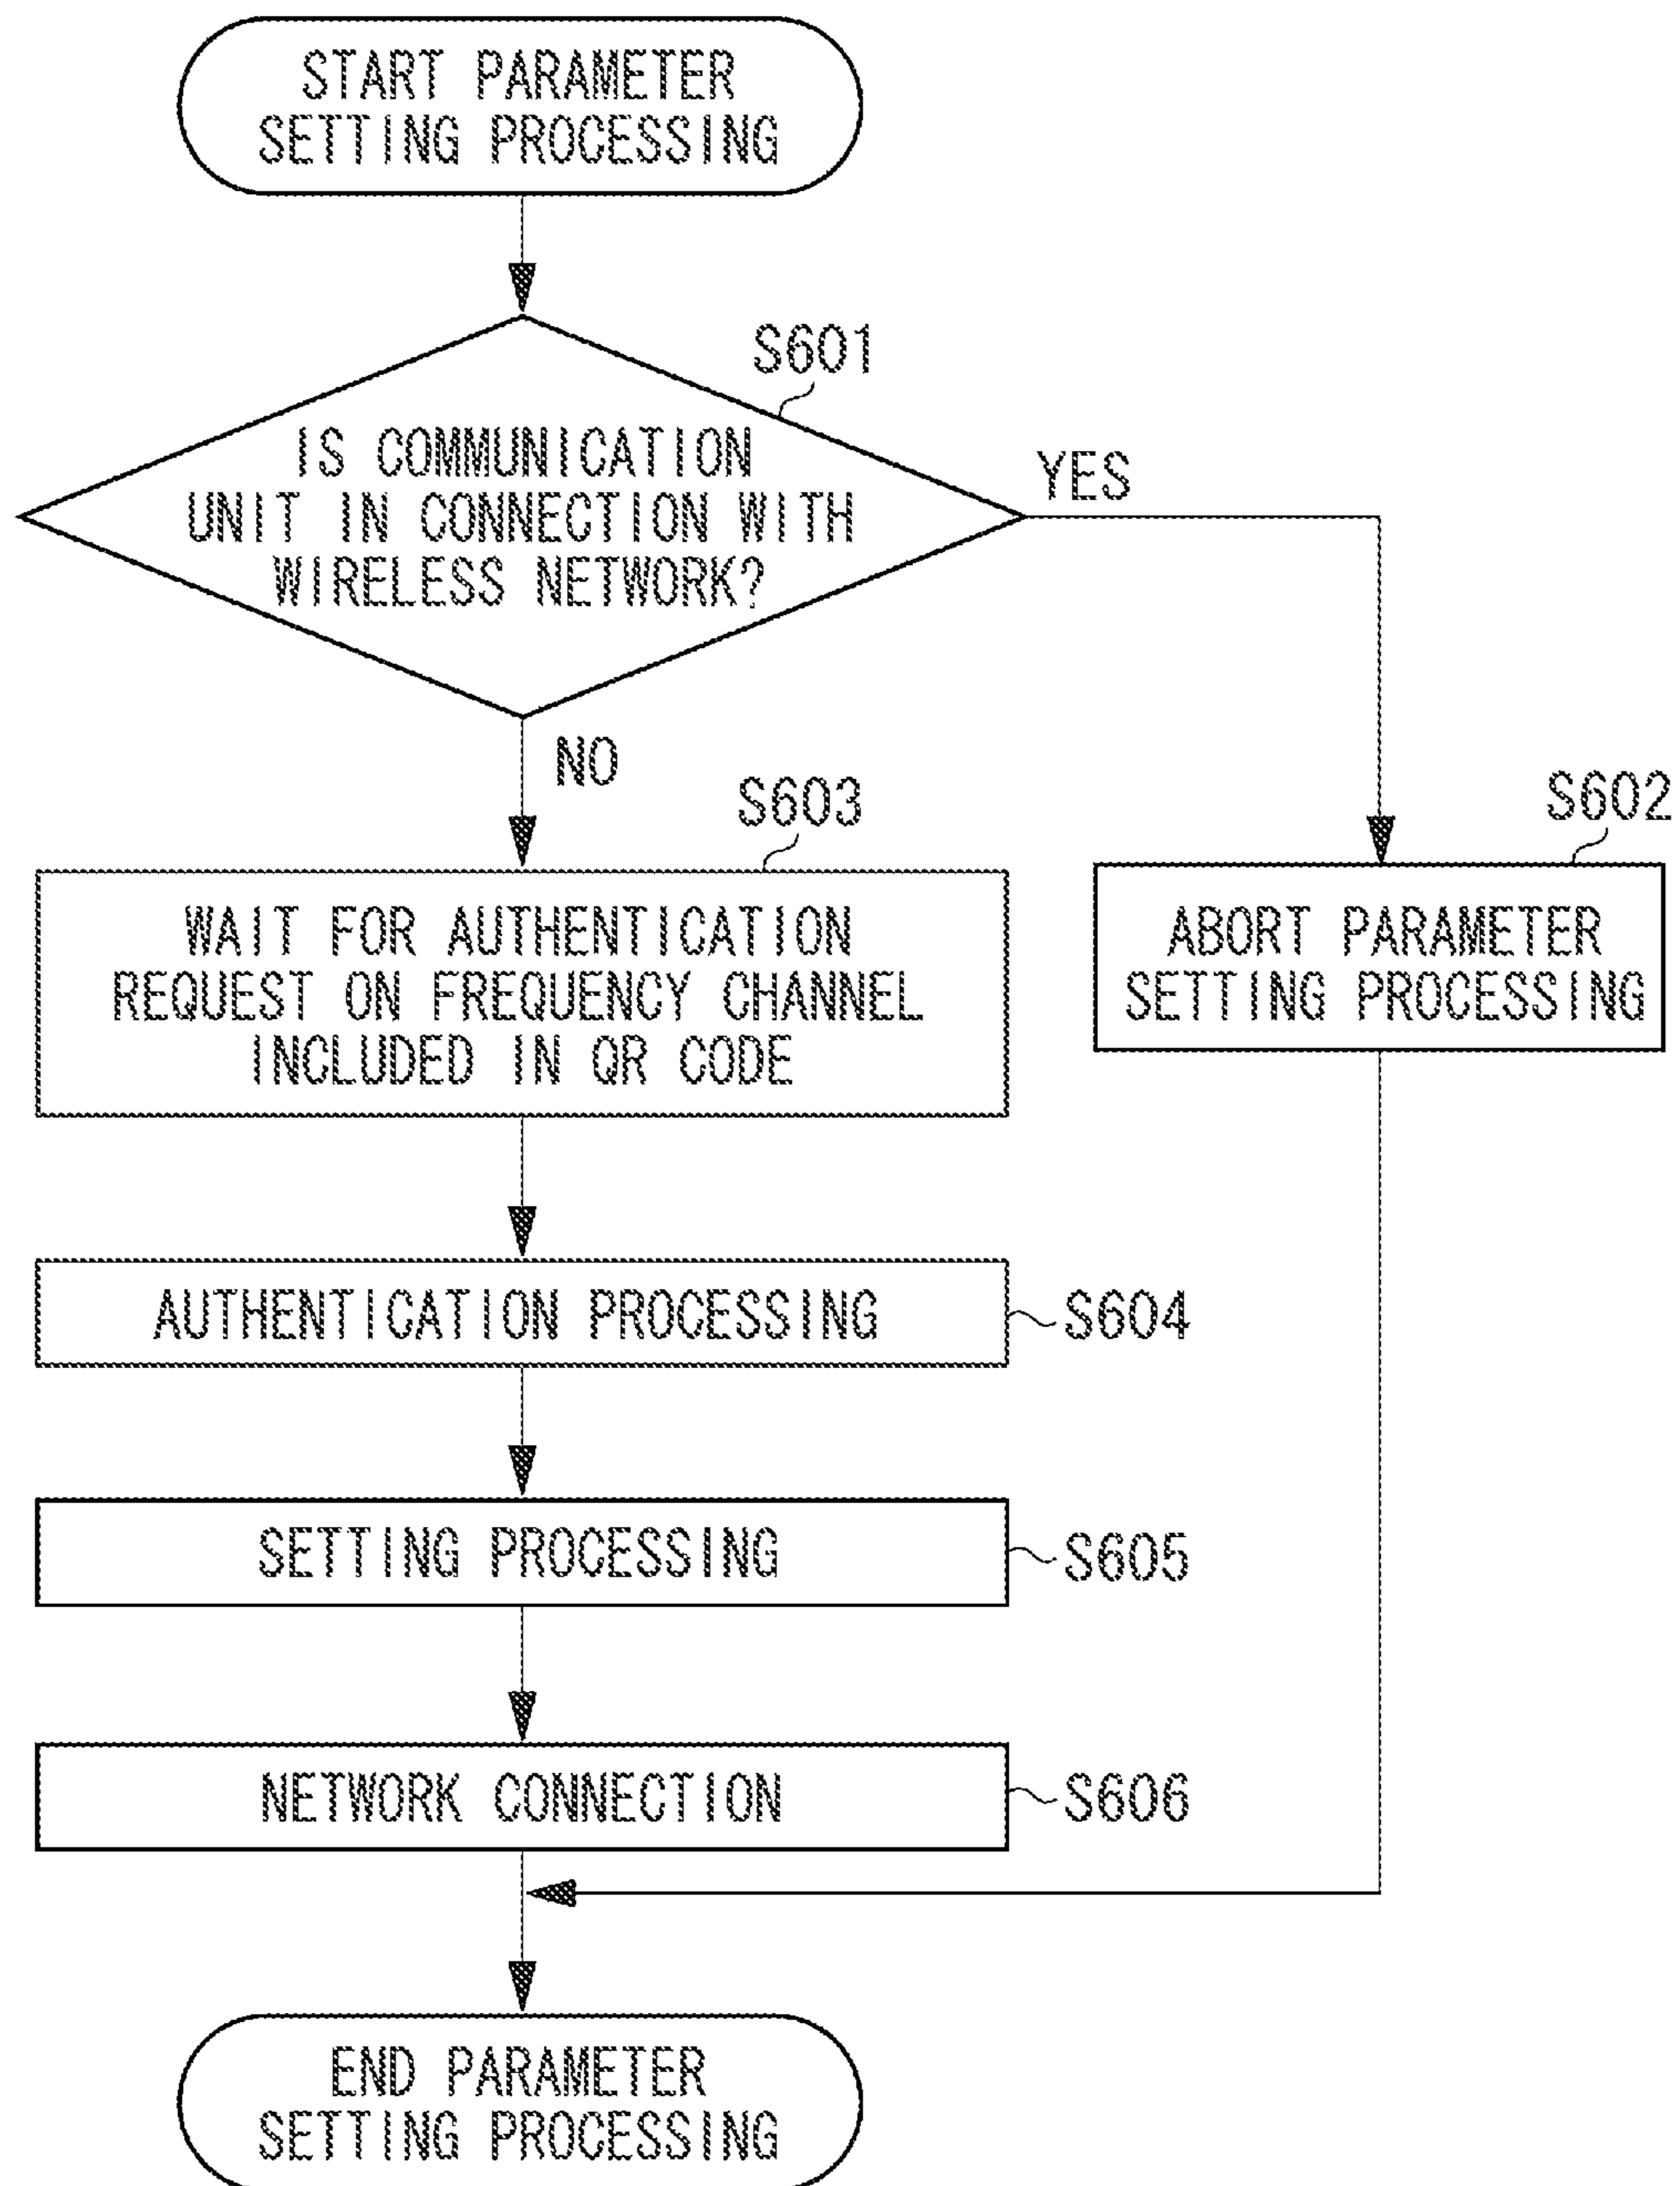 START PARAMETER
SETTING PROCESSING
S601
IS COMMUNICATION
UNIT IN CONNECTION WITH
WIRELESS NETWORK?
YES
NO
S603
WAIT FOR AUTHENTICATION
REQUEST ON FREQUENCY CHANNEL
INCLUDED IN QR CODE
S602
ABORT PARAMETER
SETTING PROCESSING
AUTHENTICATION PROCESSING
S604
SETTING PROCESSING
S605
NETWORK CONNECTION
S606
END PARAMETER
SETTING PROCESSING